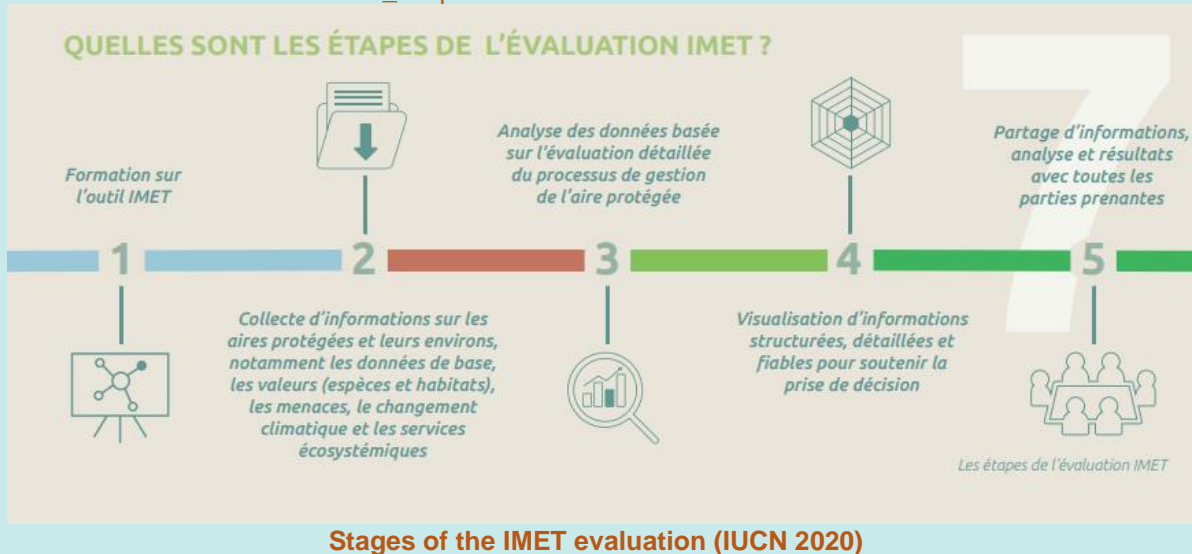 QUELLES SONT LES ÉTAPES DE L'ÉVALUATION IMET ?
7
Formation sur
l'outil IMET
Analyse des données basée
sur l'évaluation détaillée
du processus de gestion
de l'aire protégée
Partage d'informations,
analyse et résultats
avec toutes les
parties prenantes
1 2 3 4 5
Collecte d'informations sur les
aires protégées et leurs environs,
notamment les données de base,
les valeurs (espèces et habitats),
les menaces, le changement
climatique et les services
écosystémiques
Visualisation d'informations
structurées, détaillées et
fiables pour soutenir la
prise de décision
Les étapes de l'évaluation IMET
Stages of the IMET evaluation (IUCN 2020)